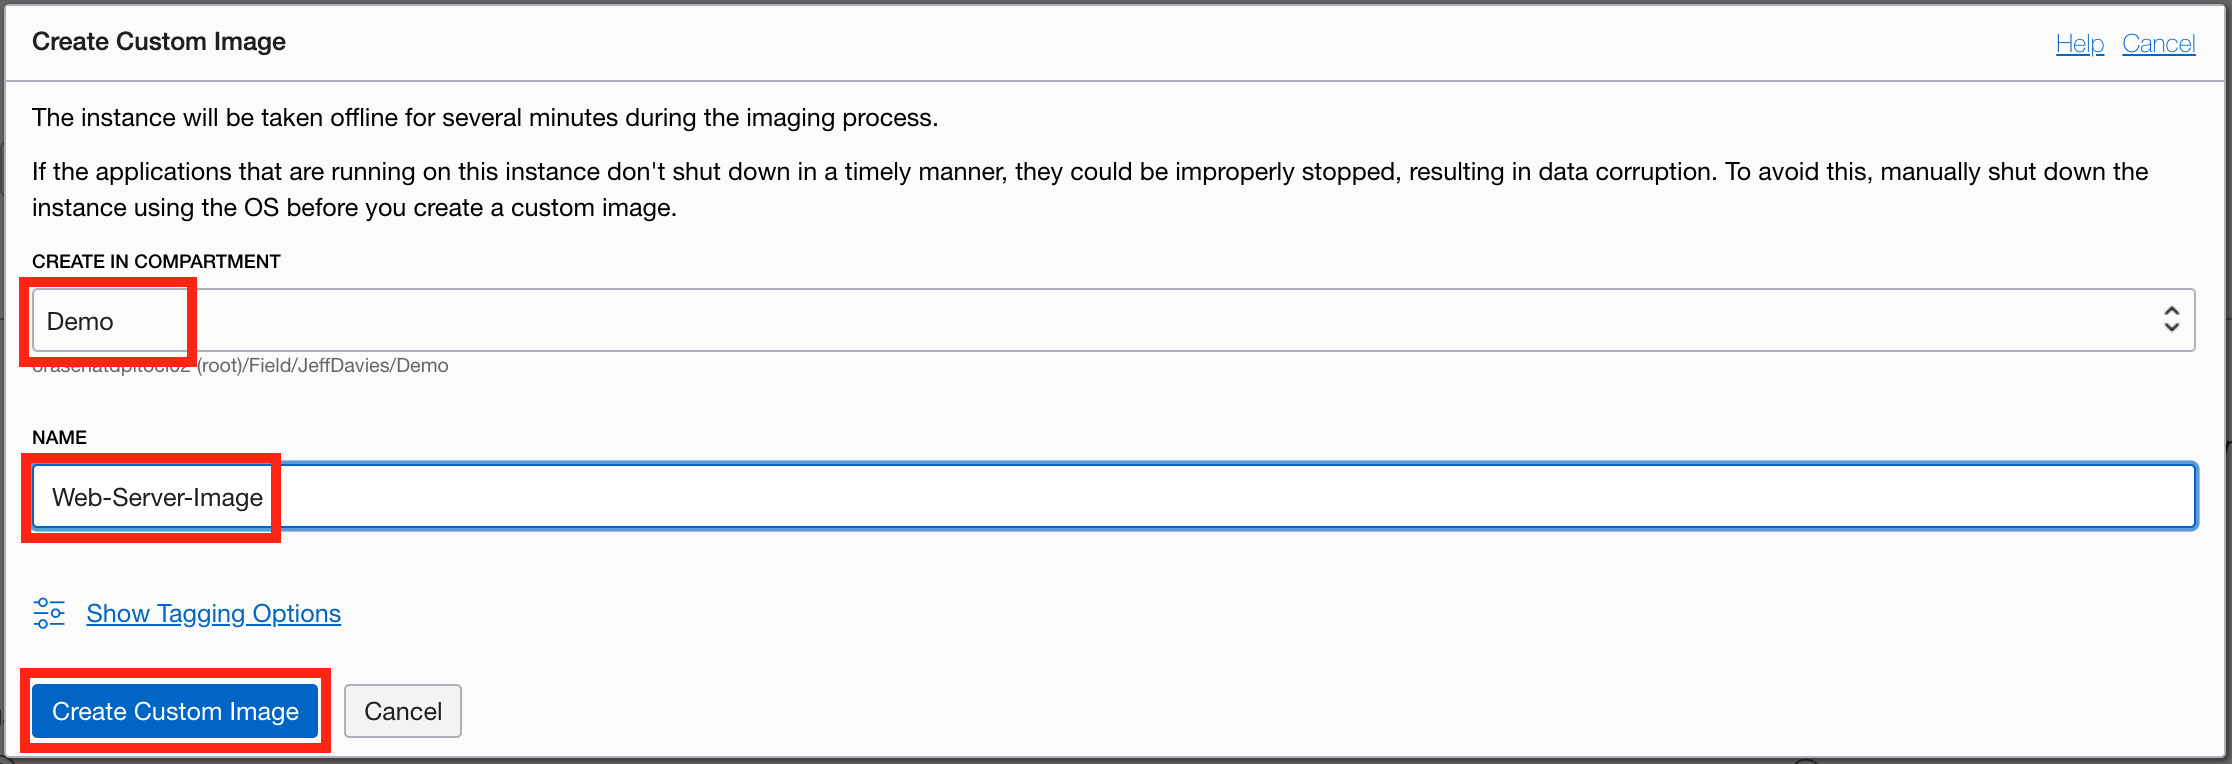 Create Custom Image
Help Cancel
The instance will be taken offline for several minutes during the imaging process.
If the applications that are running on this instance don't shut down in a timely manner, they could be improperly stopped, resulting in data corruption. To avoid this, manually shut down the
instance using the OS before you create a custom image.
CREATE IN COMPARTMENT
Demo
(root)/Field/JeffDavies/Demo
NAME
Web-Server-Image
Show Tagging Options
Create Custom Image Cancel